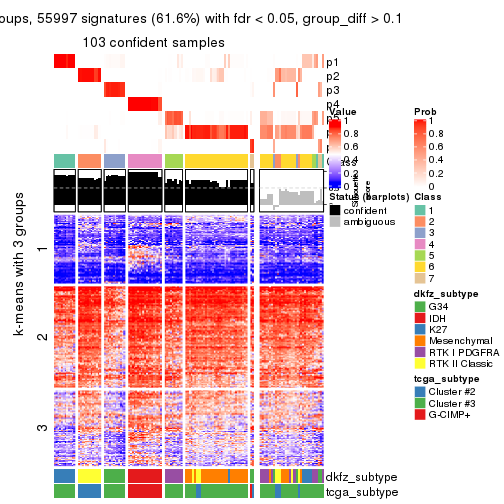 oups, 55997 signatures (61.6%) with fdr < 0.05, group_diff > 0.1
103 confident samples
p1
p2
p3
p4
Value
1
0.8
0.6
0.4
0.2
0
Prob
1
0.8
0.6
0.4
0.2
0
Status (barplots)
confident
ambiguous
Class
1
2
3
4
5
6
7
k-means with 3 groups
1
2
3
dkfz_subtype
G34
IDH
K27
Mesenchymal
RTK I PDGFRA
RTK II Classic
tcga_subtype
Cluster #2
Cluster #3
G-CIMP+
dkfz_subtype
tcga_subtype